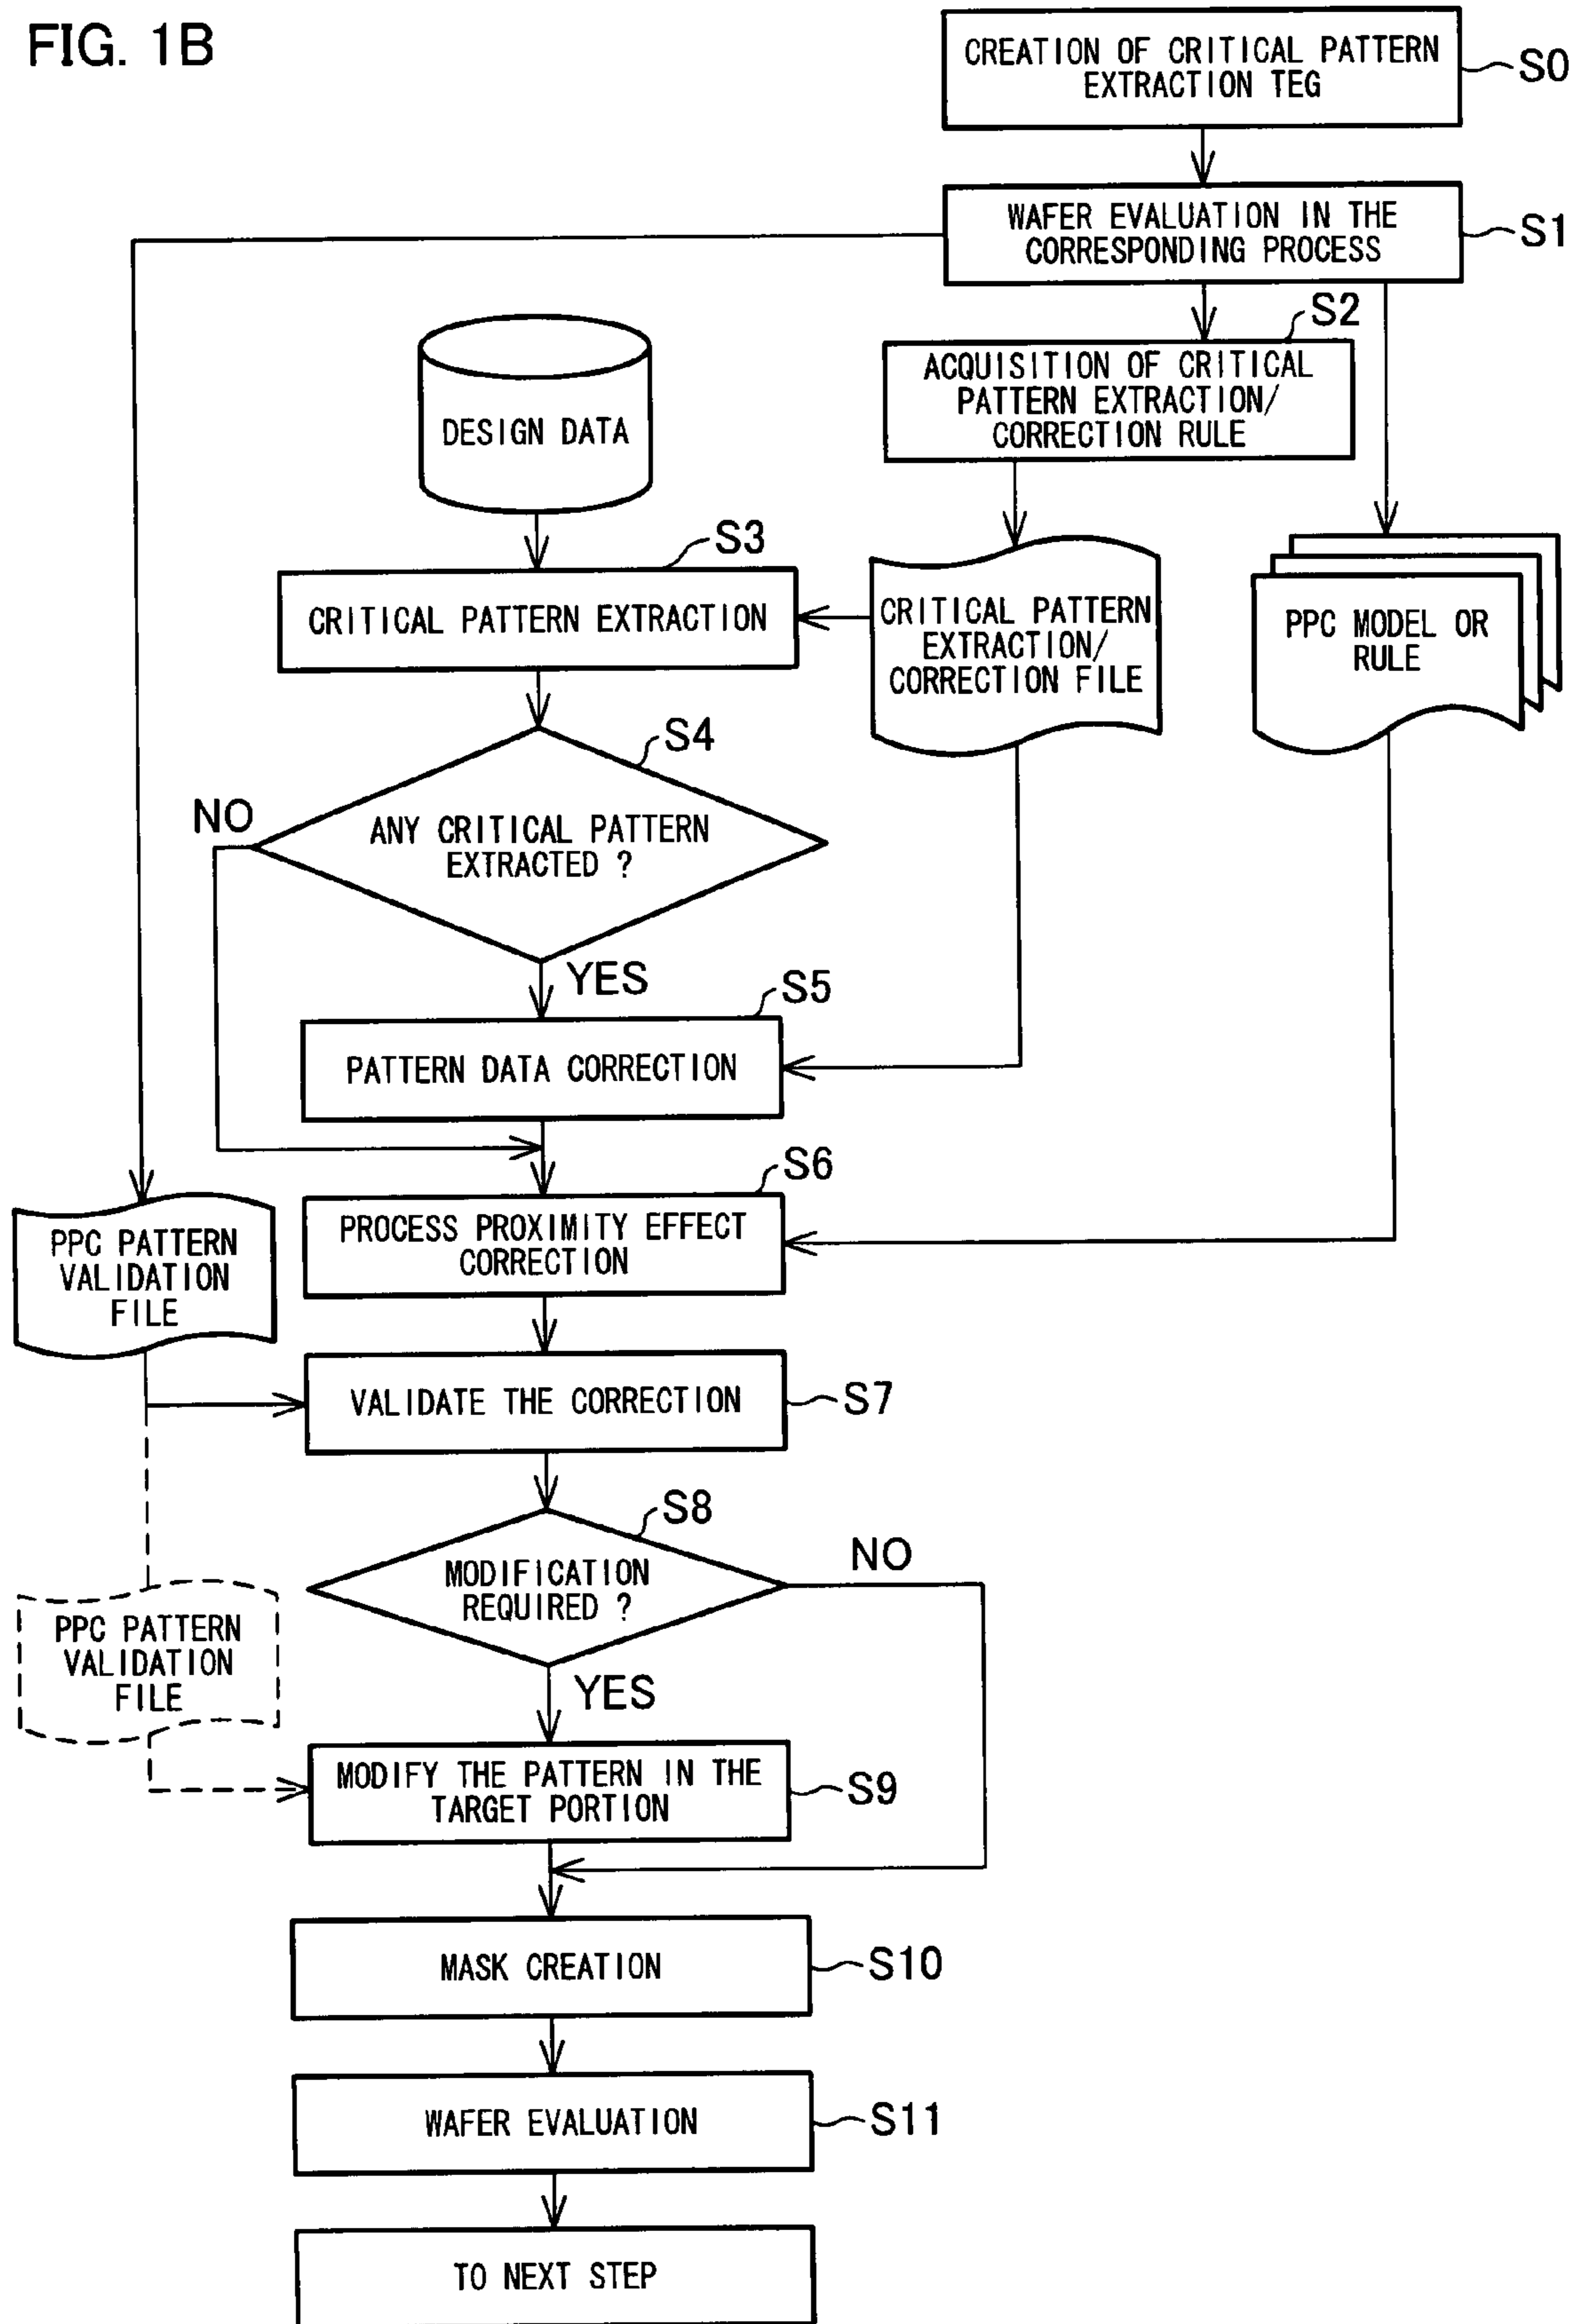 FIG. 1B
CREATION OF CRITICAL PATTERN
EXTRACTION TEG
S0
WAFER EVALUATION IN THE
CORRESPONDING PROCESS
S1
S2
ACQUISITION OF CRITICAL
PATTERN EXTRACTION/
CORRECTION RULE
DESIGN DATA
S3
CRITICAL PATTERN EXTRACTION
CRITICAL PATTERN
EXTRACTION/
CORRECTION FILE
PPC MODEL OR
RULE
S4
NO
ANY CRITICAL PATTERN
EXTRACTED ?
YES
S5
PATTERN DATA CORRECTION
S6
PROCESS PROXIMITY EFFECT
CORRECTION
PPC PATTERN
VALIDATION
FILE
VALIDATE THE CORRECTION
S7
S8
NO
MODIFICATION
REQUIRED ?
PPC PATTERN
VALIDATION
FILE
YES
MODIFY THE PATTERN IN THE
TARGET PORTION
S9
MASK CREATION
S10
WAFER EVALUATION
S11
TO NEXT STEP